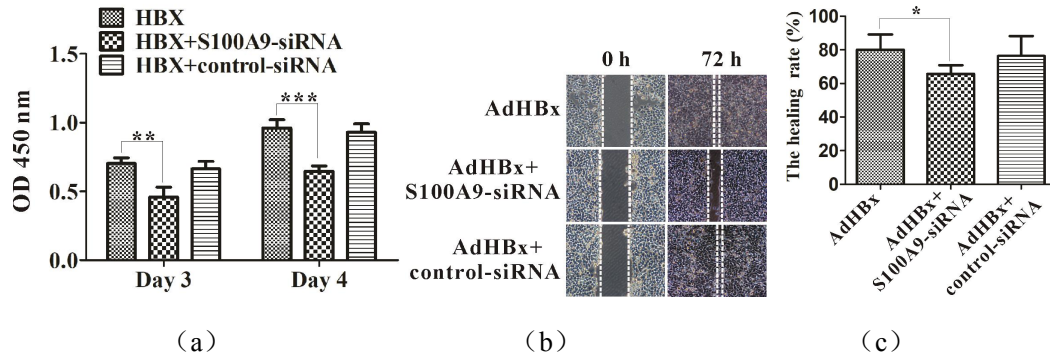 HBX
HBX+S100A9-siRNA
HBX+control-siRNA
OD 450 nm
1.5
1.0
0.5
0.0
**
***
Day 3
Day 4
(a)
0 h
72 h
AdHBx
AdHBx+
S100A9-siRNA
AdHBx+
control-siRNA
(b)
The healing rate (%)
100
80
60
40
20
0
*
AdHBx
AdHBx+
S100A9-siRNA
AdHBx+
control-siRNA
(c)